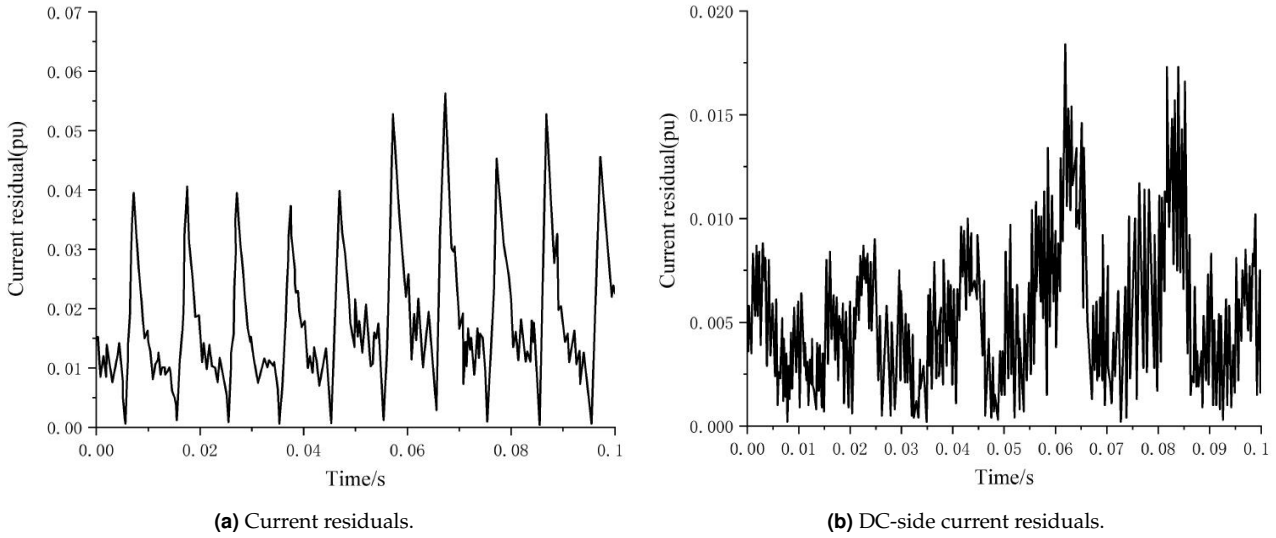 0.07
0.06
0.05
0.04
0.03
0.02
0.01
0.00
Current residual(pu)
0.00 0.02 0.04 0.06 0.08 0.1
Time/s
(a) Current residuals.
0.020
0.015
0.010
0.005
0.000
Current residual(pu)
0.00 0.01 0.02 0.03 0.04 0.05 0.06 0.07 0.08 0.09 0.1
Time/s
(b) DC-side current residuals.